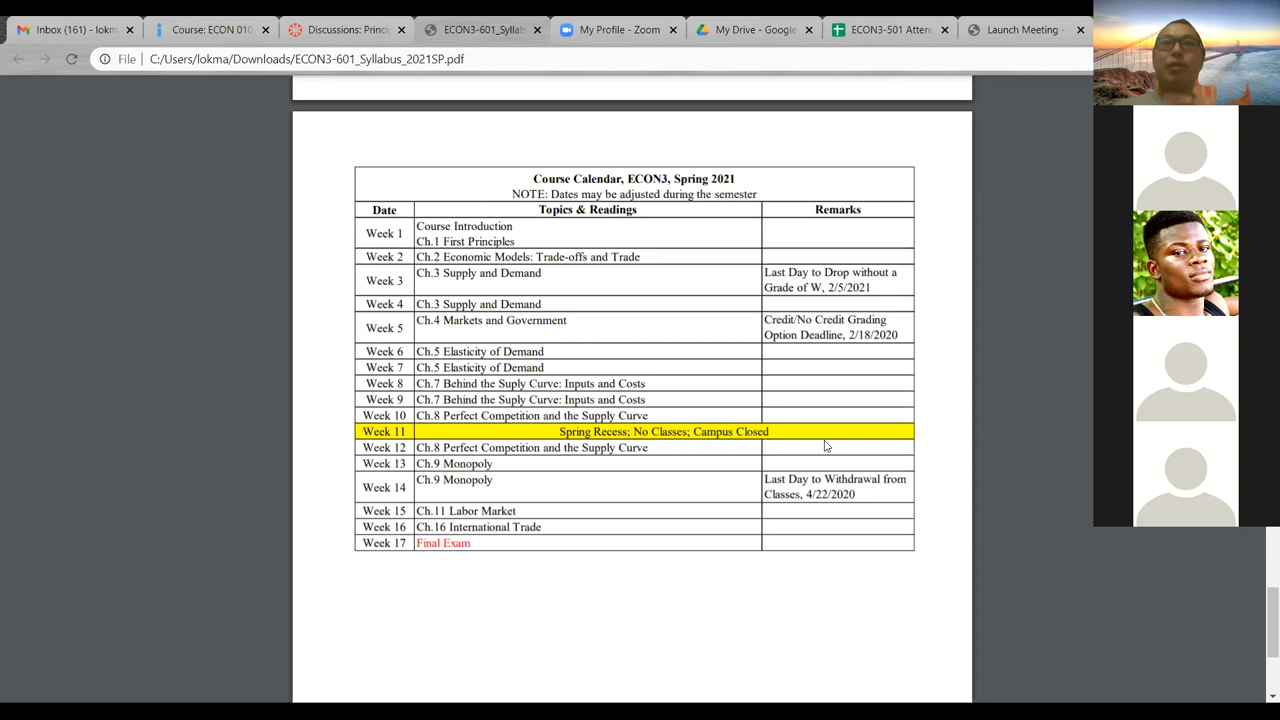 Inbox (161) - lokm
Course: ECON 010
Discussions: Princi
ECON3-601_Syllab
My Profile - Zoom
My Drive - Google
ECON3-501 Atten
Launch Meeting -
File C:/Users/lokma/Downloads/ECON3-601_Syllabus_2021SP.pdf
Course Calendar, ECON3, Spring 2021
NOTE: Dates may be adjusted during the semester
Date Topics & Readings Remarks
Week 1 Course Introduction
Ch.1 First Principles
Week 2 Ch.2 Economic Models: Trade-offs and Trade
Week 3 Ch.3 Supply and Demand Last Day to Drop without a
Grade of W, 2/5/2021
Week 4 Ch.3 Supply and Demand
Week 5 Ch.4 Markets and Government Credit/No Credit Grading
Option Deadline, 2/18/2020
Week 6 Ch.5 Elasticity of Demand
Week 7 Ch.5 Elasticity of Demand
Week 8 Ch.7 Behind the Suply Curve: Inputs and Costs
Week 9 Ch.7 Behind the Suply Curve: Inputs and Costs
Week 10 Ch.8 Perfect Competition and the Supply Curve
Week 11 Spring Recess; No Classes; Campus Closed
Week 12 Ch.8 Perfect Competition and the Supply Curve
Week 13 Ch.9 Monopoly
Week 14 Ch.9 Monopoly Last Day to Withdrawal from
Classes, 4/22/2020
Week 15 Ch.11 Labor Market
Week 16 Ch.16 International Trade
Week 17 Final Exam